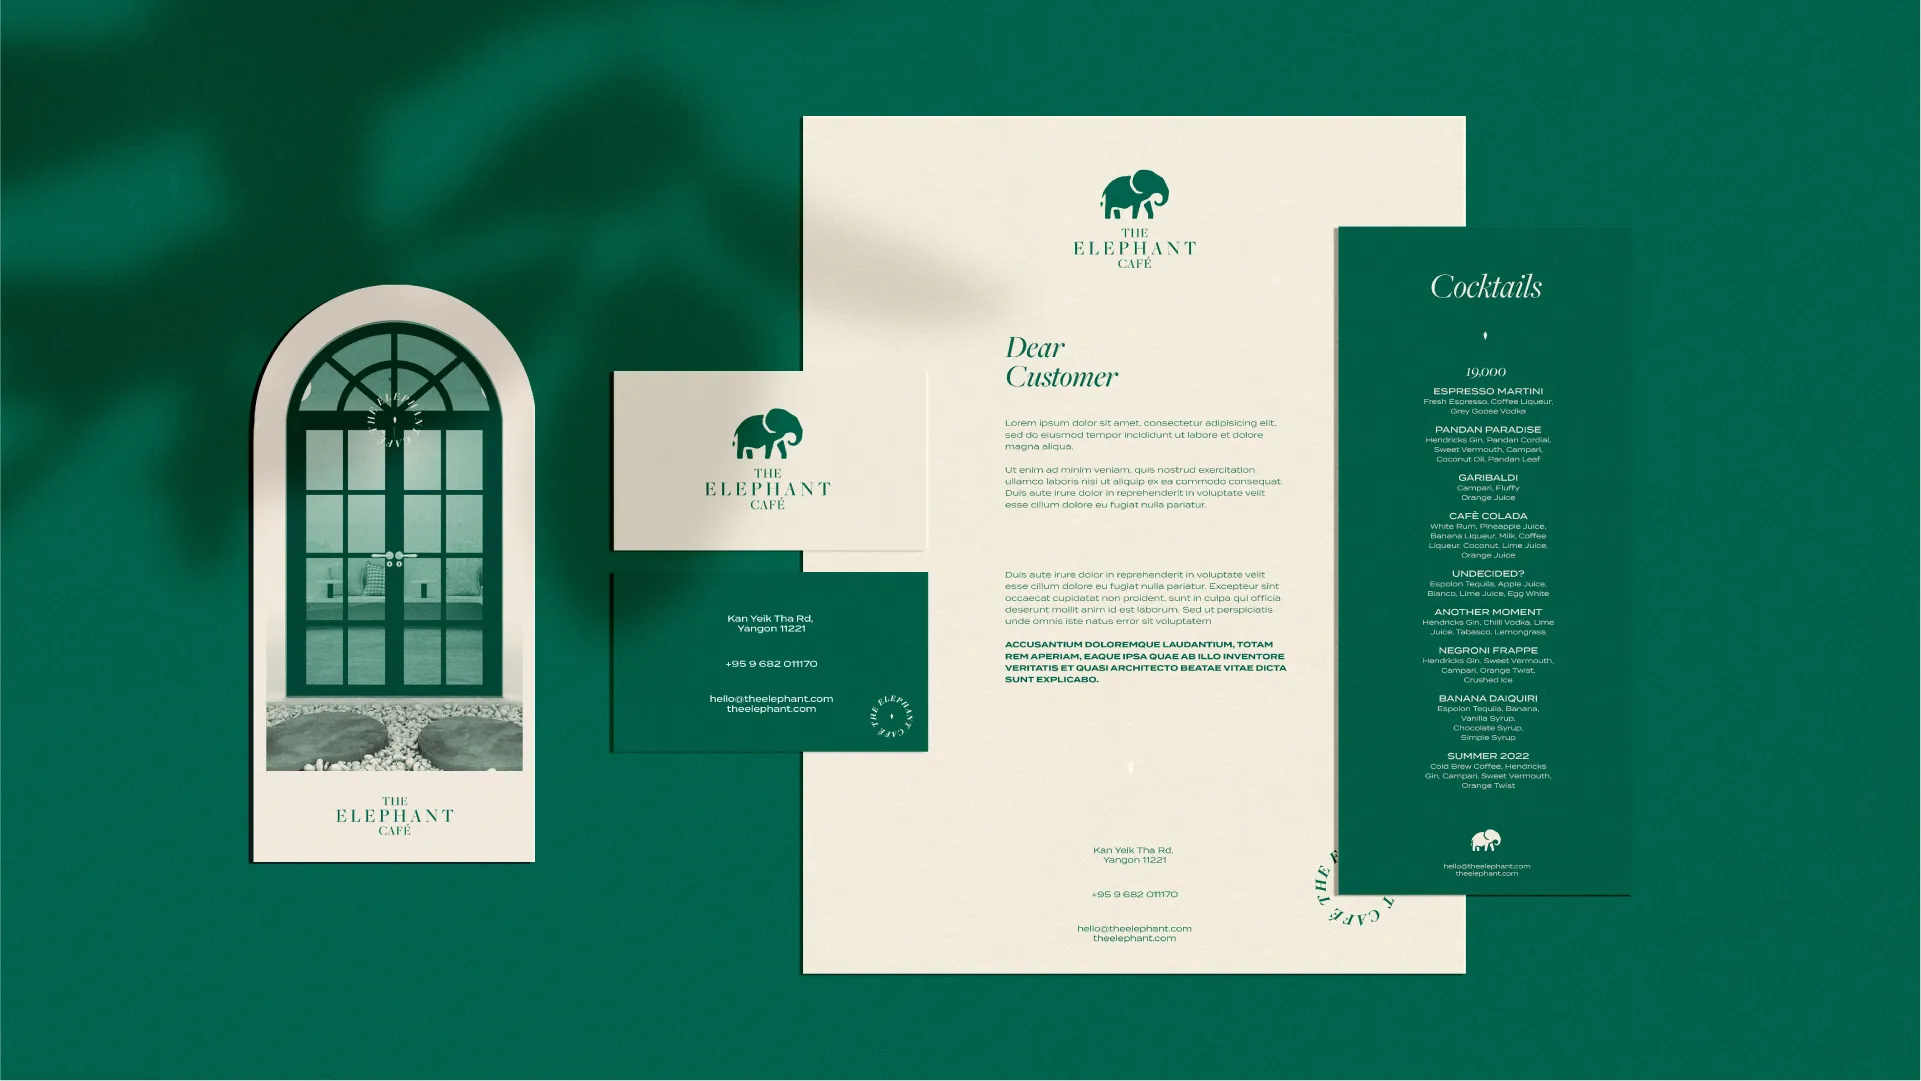 THE ELEPHANT CAFÉ
THE
ELEPHANT
CAFÉ
THE
ELEPHANT
CAFÉ
Kan Yeik Tha Rd,
Yangon 11221
+95 9 682 011170
hello@theelephant.com
theelephant.com
THE ELEPHANT CAFÉ
THE
ELEPHANT
CAFÉ
Dear
Customer
Lorem ipsum dolor sit amet, consectetur adipisicing elit,
sed do eiusmod tempor incididunt ut labore et dolore
magna aliqua.
Ut enim ad minim veniam, quis nostrud exercitation
ullamco laboris nisi ut aliquip ex ea commodo consequat.
Duis aute irure dolor in reprehenderit in voluptate velit
esse cillum dolore eu fugiat nulla pariatur.
Duis aute irure dolor in reprehenderit in voluptate velit
esse cillum dolore eu fugiat nulla pariatur. Excepteur sint
occaecat cupidatat non proident, sunt in culpa qui officia
deserunt mollit anim id est laborum. Sed ut perspiciatis
unde omnis iste natus error sit voluptatem
ACCUSANTIUM DOLOREMQUE LAUDANTIUM, TOTAM
REM APERIAM, EAQUE IPSA QUAE AB ILLO INVENTORE
VERITATIS ET QUASI ARCHITECTO BEATAE VITAE DICTA
SUNT EXPLICABO.
Kan Yeik Tha Rd,
Yangon 11221
+95 9 682 011170
hello@theelephant.com
theelephant.com
THE E
T CAFÉ
Cocktails
19,000
ESPRESSO MARTINI
Fresh Espresso, Coffee Liqueur,
Grey Goose Vodka
PANDAN PARADISE
Hendricks Gin, Pandan Cordial,
Sweet Vermouth, Campari,
Coconut Oil, Pandan Leaf
GARIBALDI
Campari, Fluffy
Orange Juice
CAFÈ COLADA
White Rum, Pineapple Juice,
Banana Liqueur, Milk, Coffee
Liqueur, Coconut, Lime Juice,
Orange Juice
UNDECIDED?
Espolon Tequila, Apple Juice,
Bianco, Lime Juice, Egg White
ANOTHER MOMENT
Hendricks Gin, Chilli Vodka, Lime
Juice, Tabasco, Lemongrass
NEGRONI FRAPPE
Hendricks Gin, Sweet Vermouth,
Campari, Orange Twist,
Crushed Ice
BANANA DAIQUIRI
Espolon Tequila, Banana,
Vanilla Syrup,
Chocolate Syrup,
Simple Syrup
SUMMER 2022
Cold Brew Coffee, Hendricks
Gin, Campari, Sweet Vermouth,
Orange Twist
hello@theelephant.com
theelephant.com